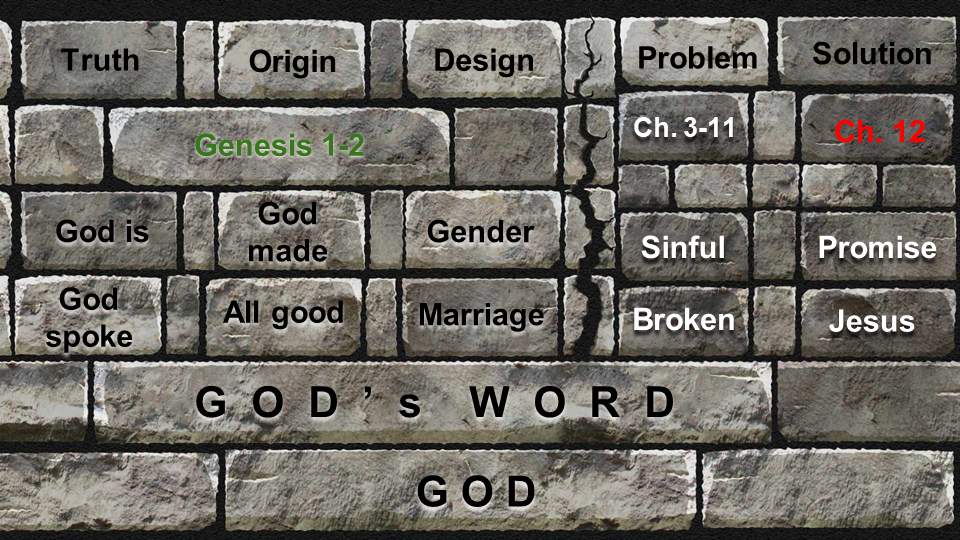 Truth
Origin
Design
Problem
Solution
Genesis 1-2
Ch. 3-11
Ch. 12
God is
God
made
Gender
Sinful
Promise
God
spoke
All good
Marriage
Broken
Jesus
G O D ’ s W O R D
G O D